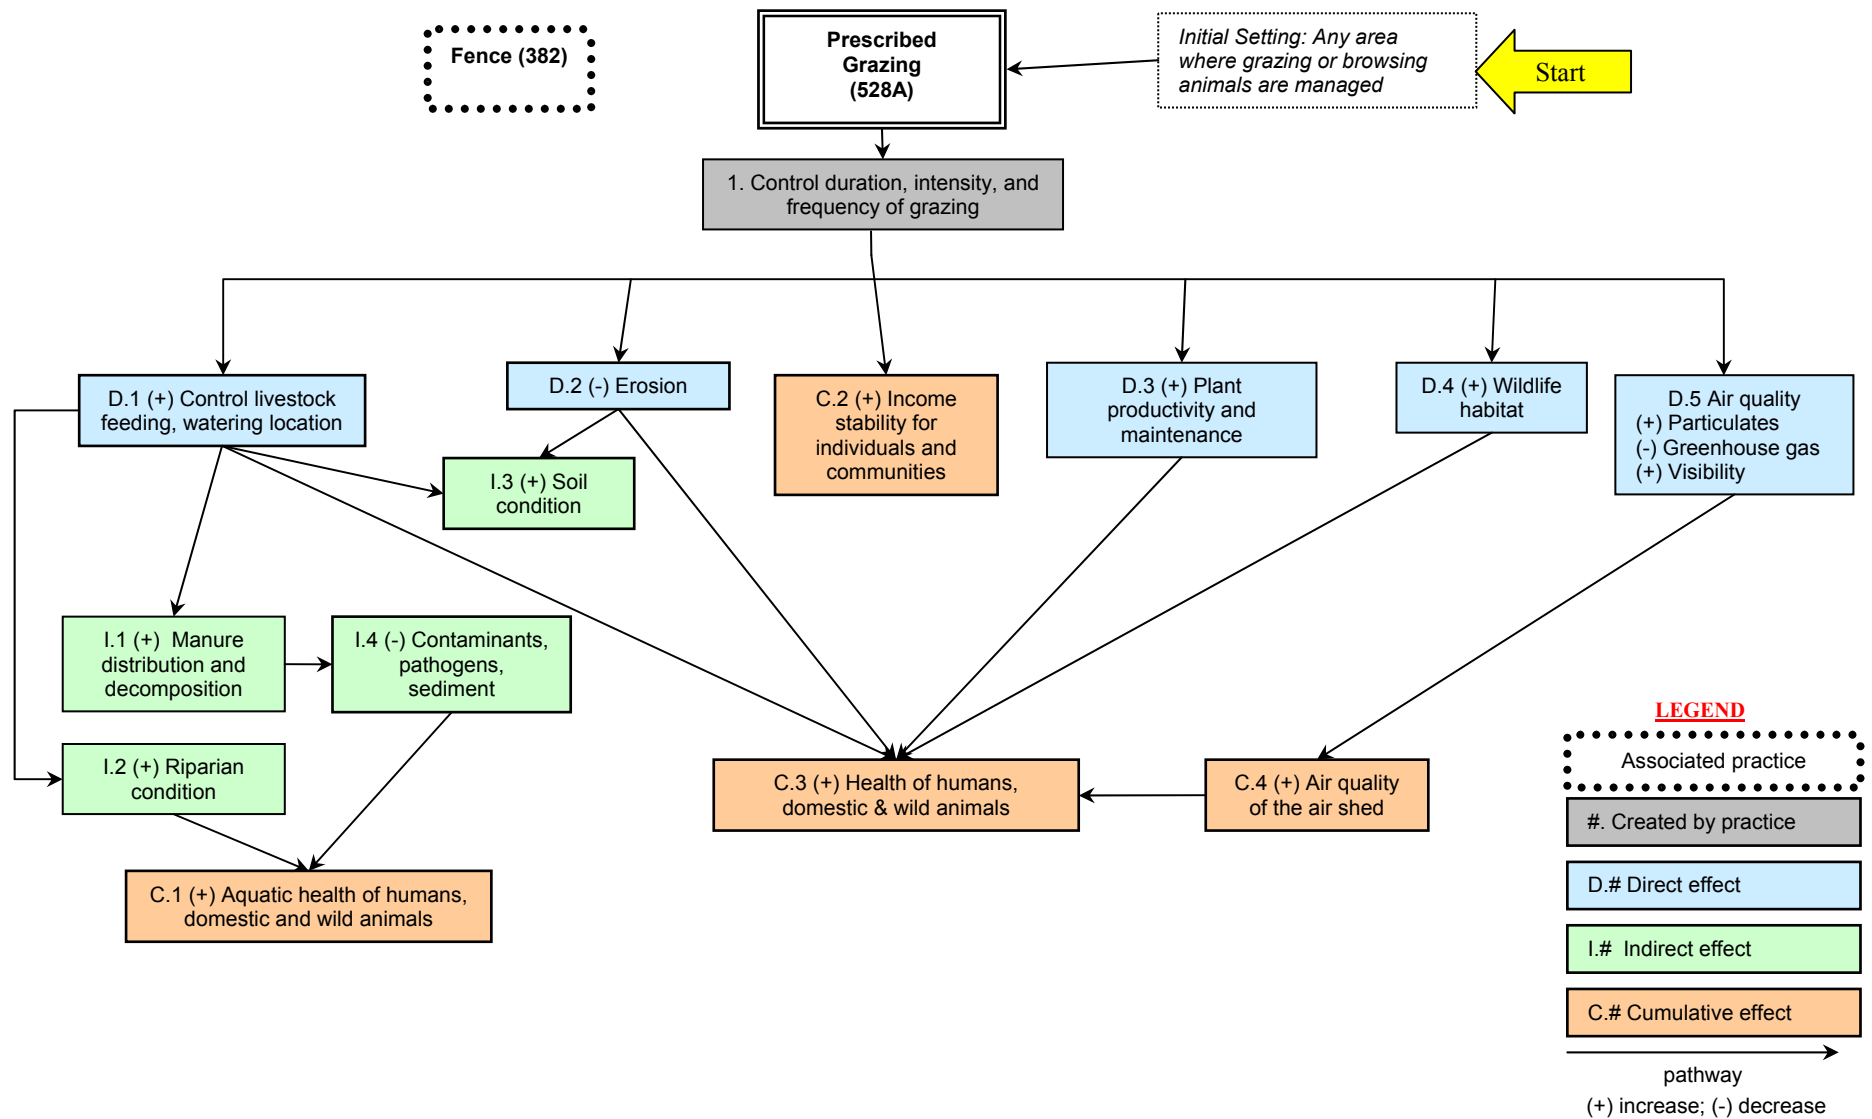 Fence (382)
Prescribed
Grazing
(528A)
Initial Setting: Any area
where grazing or browsing
animals are managed
Start
1. Control duration, intensity, and
frequency of grazing
D.1 (+) Control livestock
feeding, watering location
D.2 (-) Erosion
C.2 (+) Income
stability for
individuals and
communities
D.3 (+) Plant
productivity and
maintenance
D.4 (+) Wildlife
habitat
D.5 Air quality
(+) Particulates
(-) Greenhouse gas
(+) Visibility
I.3 (+) Soil
condition
I.1 (+)  Manure
distribution and
decomposition
I.4 (-) Contaminants,
pathogens,
sediment
I.2 (+) Riparian
condition
C.3 (+) Health of humans,
domestic & wild animals
C.4 (+) Air quality
of the air shed
C.1 (+) Aquatic health of humans,
domestic and wild animals
LEGEND
Associated practice
#. Created by practice
D.# Direct effect
I.#  Indirect effect
C.# Cumulative effect
pathway
(+) increase; (-) decrease